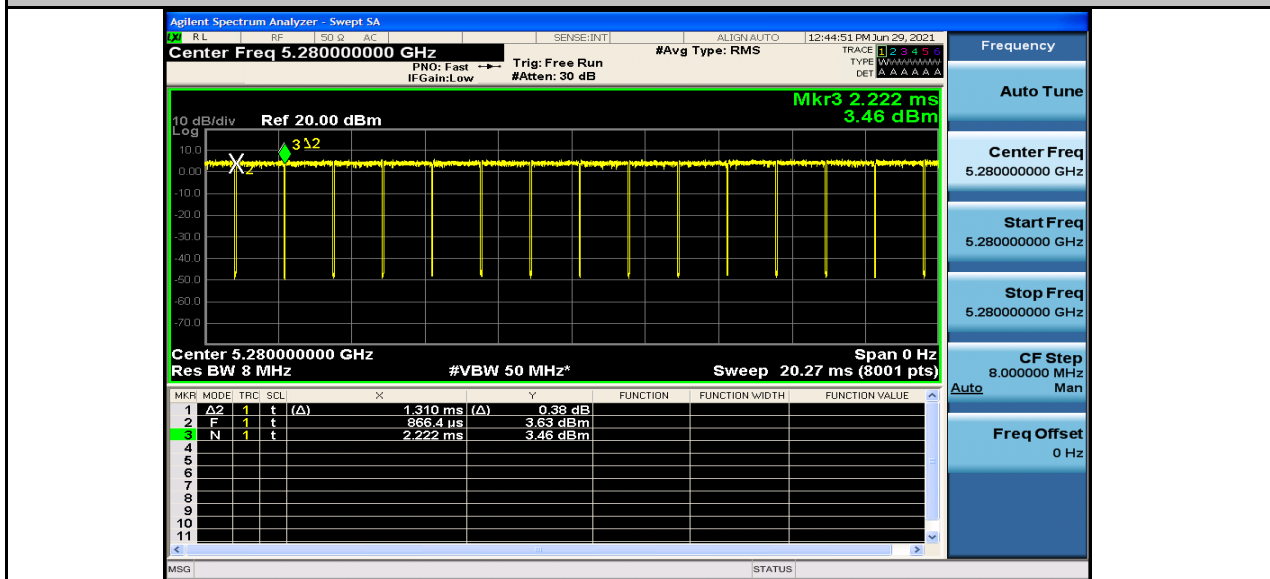 Agilent Spectrum Analyzer - Swept SA
LXI RL RF 50 Ω AC SENSE:INT ALIGN AUTO 12:44:51 PM Jun 29, 2021
Center Freq 5.280000000 GHz
PNO: Fast
IFGain:Low
Trig: Free Run
#Atten: 30 dB
#Avg Type: RMS
TRACE 1 2 3 4 5 6
TYPE WWWWWW
DET A A A A A A
Mkr3 2.222 ms
3.46 dBm
10 dB/div Ref 20.00 dBm
Log
10.0
0.00
-10.0
-20.0
-30.0
-40.0
-50.0
-60.0
-70.0
3Δ2
2
Center 5.280000000 GHz Span 0 Hz
Res BW 8 MHz #VBW 50 MHz* Sweep 20.27 ms (8001 pts)
MKR MODE TRC SCL X Y FUNCTION FUNCTION WIDTH FUNCTION VALUE
1 Δ2 1 t (Δ) 1.310 ms (Δ) 0.38 dB
2 F 1 t 866.4 µs 3.63 dBm
3 N 1 t 2.222 ms 3.46 dBm
4
5
6
7
8
9
10
11
MSG STATUS
Frequency
Auto Tune
Center Freq
5.280000000 GHz
Start Freq
5.280000000 GHz
Stop Freq
5.280000000 GHz
CF Step
8.000000 MHz
Auto Man
Freq Offset
0 Hz